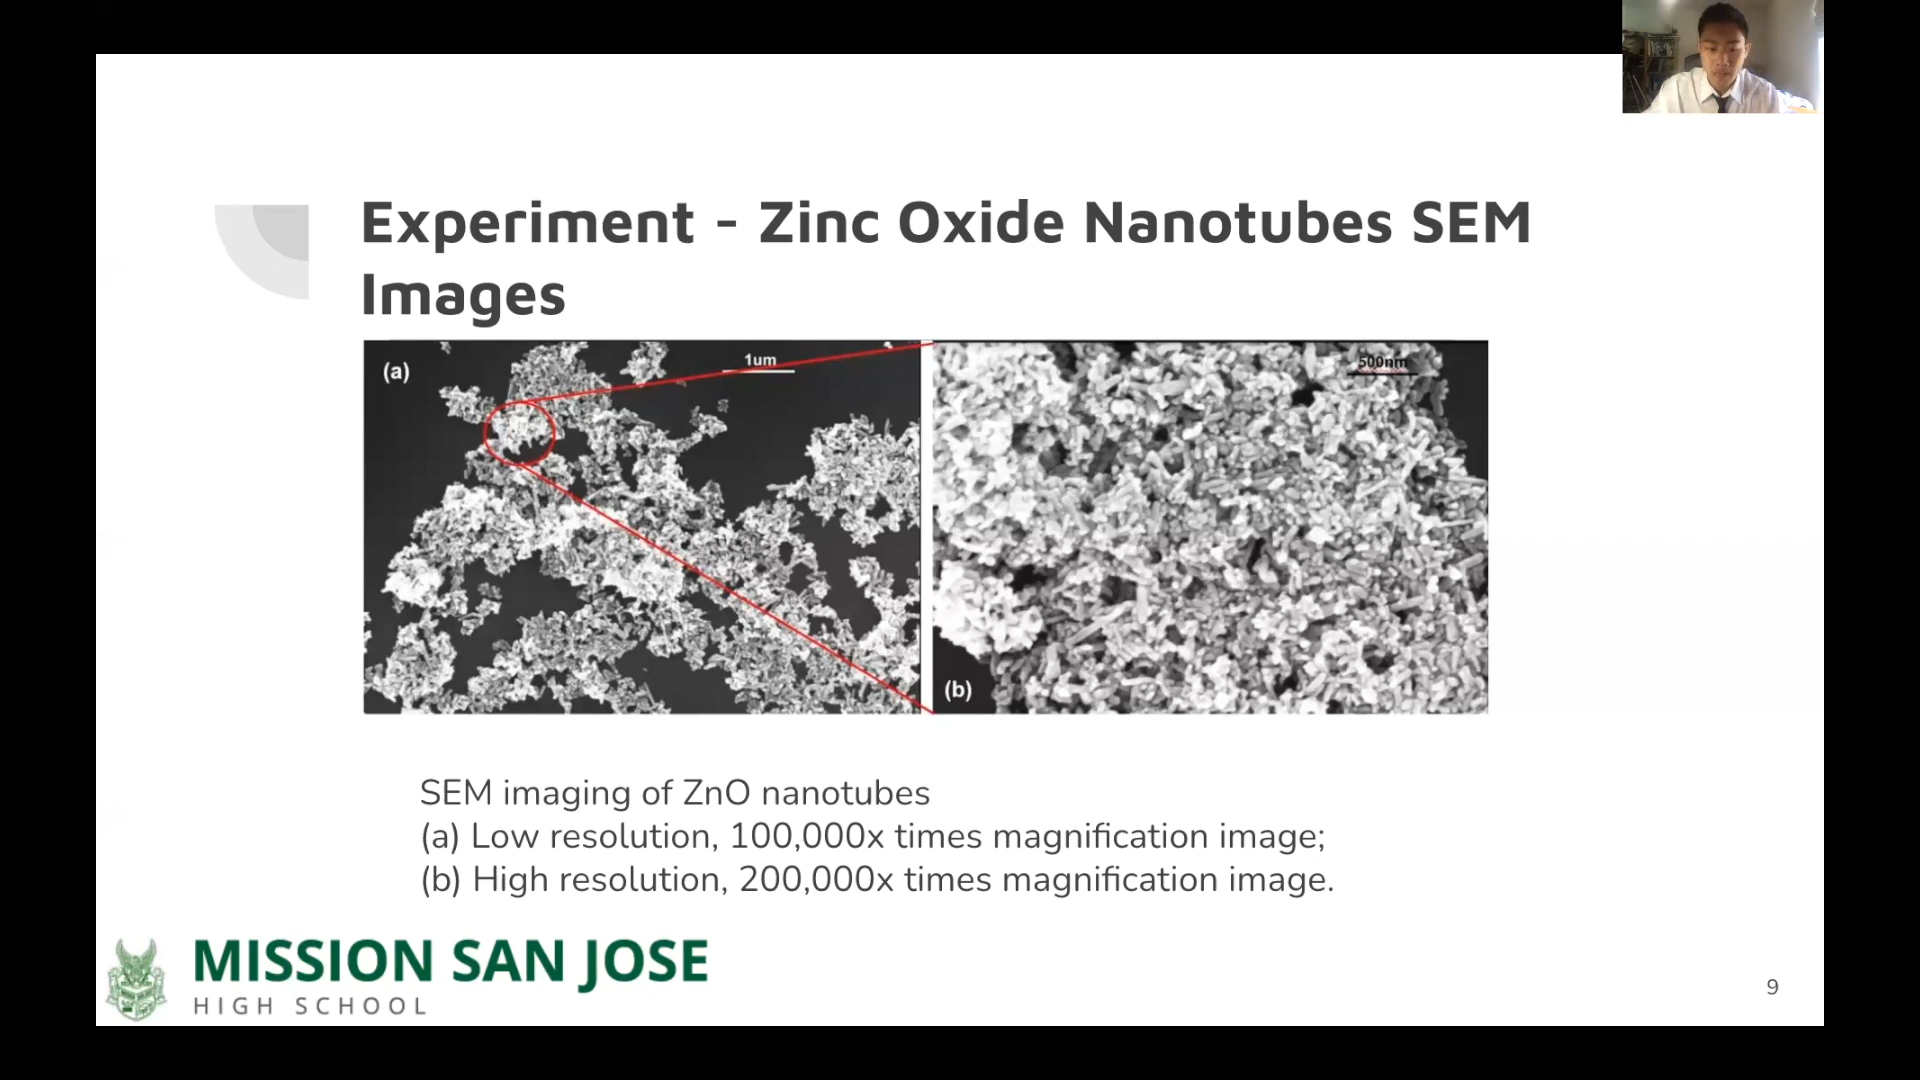 Experiment - Zinc Oxide Nanotubes SEM
Images
(a)
1um
500nm
(b)
SEM imaging of ZnO nanotubes
(a) Low resolution, 100,000x times magnification image;
(b) High resolution, 200,000x times magnification image.
MISSION SAN JOSE
HIGH SCHOOL
9